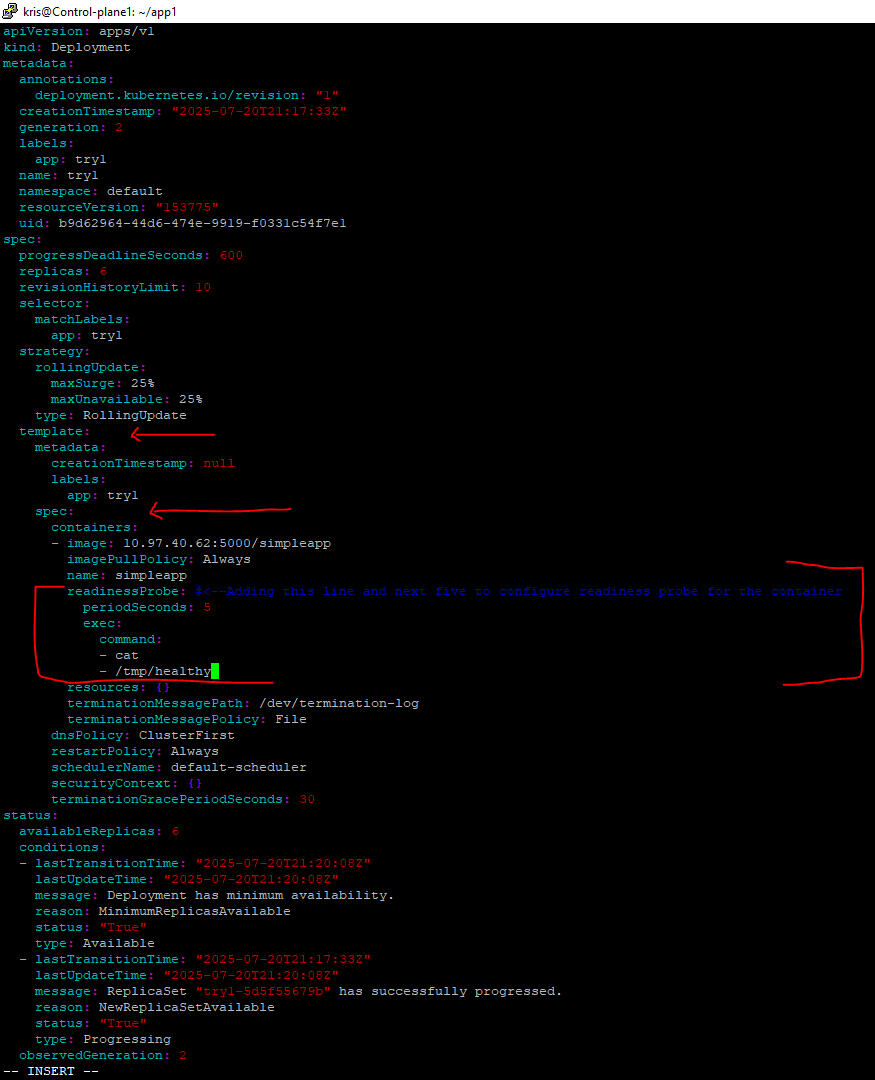 kris@Control-plane1: ~/app1
apiVersion: apps/v1
kind: Deployment
metadata:
  annotations:
    deployment.kubernetes.io/revision: "1"
  creationTimestamp: "2025-07-20T21:17:33Z"
  generation: 2
  labels:
    app: try1
  name: try1
  namespace: default
  resourceVersion: "153775"
  uid: b9d62964-44d6-474e-9919-f0331c54f7e1
spec:
  progressDeadlineSeconds: 600
  replicas: 6
  revisionHistoryLimit: 10
  selector:
    matchLabels:
      app: try1
  strategy:
    rollingUpdate:
      maxSurge: 25%
      maxUnavailable: 25%
    type: RollingUpdate
  template:
    metadata:
      creationTimestamp: null
      labels:
        app: try1
    spec:
      containers:
      - image: 10.97.40.62:5000/simpleapp
        imagePullPolicy: Always
        name: simpleapp
        readinessProbe: #<--Adding this line and next five to configure readiness probe for the container
          periodSeconds: 5
          exec:
            command:
            - cat
            - /tmp/healthy
        resources: {}
        terminationMessagePath: /dev/termination-log
        terminationMessagePolicy: File
      dnsPolicy: ClusterFirst
      restartPolicy: Always
      schedulerName: default-scheduler
      securityContext: {}
      terminationGracePeriodSeconds: 30
status:
  availableReplicas: 6
  conditions:
  - lastTransitionTime: "2025-07-20T21:20:08Z"
    lastUpdateTime: "2025-07-20T21:20:08Z"
    message: Deployment has minimum availability.
    reason: MinimumReplicasAvailable
    status: "True"
    type: Available
  - lastTransitionTime: "2025-07-20T21:17:33Z"
    lastUpdateTime: "2025-07-20T21:20:08Z"
    message: ReplicaSet "try1-5d5f55679b" has successfully progressed.
    reason: NewReplicaSetAvailable
    status: "True"
    type: Progressing
  observedGeneration: 2
-- INSERT --